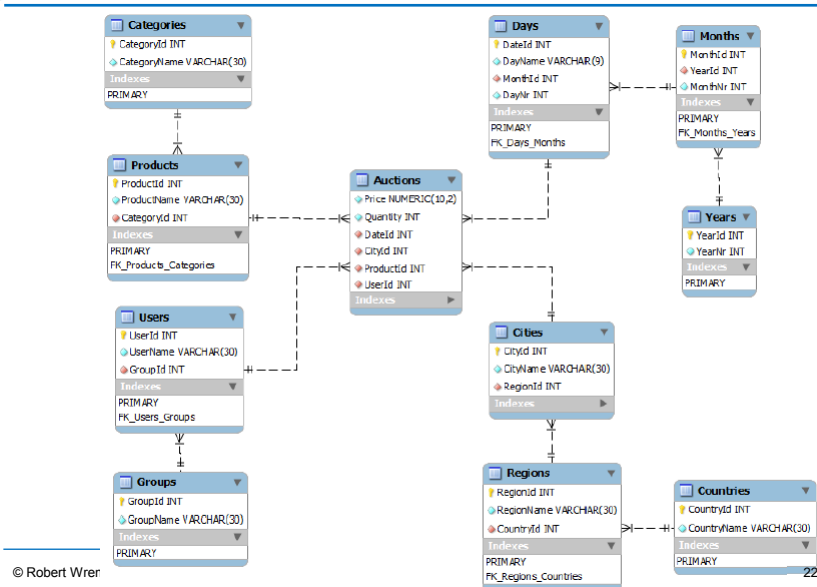 Categories
CategoryId INT
CategoryName VARCHAR(30)
Indexes
PRIMARY
Products
ProductId INT
ProductName VARCHAR(30)
CategoryId INT
Indexes
PRIMARY
FK_Products_Categories
Users
UserId INT
UserName VARCHAR(30)
GroupId INT
Indexes
PRIMARY
FK_Users_Groups
Groups
GroupId INT
GroupName VARCHAR(30)
Indexes
PRIMARY
Auctions
Price NUMERIC(10,2)
Quantity INT
DateId INT
CityId INT
ProductId INT
UserId INT
Indexes
Days
DateId INT
DayName VARCHAR(9)
MonthId INT
DayNr INT
Indexes
PRIMARY
FK_Days_Months
Months
MonthId INT
YearId INT
MonthNr INT
Indexes
PRIMARY
FK_Months_Years
Years
YearId INT
YearNr INT
Indexes
PRIMARY
Cities
CityId INT
CityName VARCHAR(30)
RegionId INT
Indexes
Regions
RegionId INT
RegionName VARCHAR(30)
CountryId INT
Indexes
PRIMARY
FK_Regions_Countries
Countries
CountryId INT
CountryName VARCHAR(30)
Indexes
PRIMARY
© Robert
22